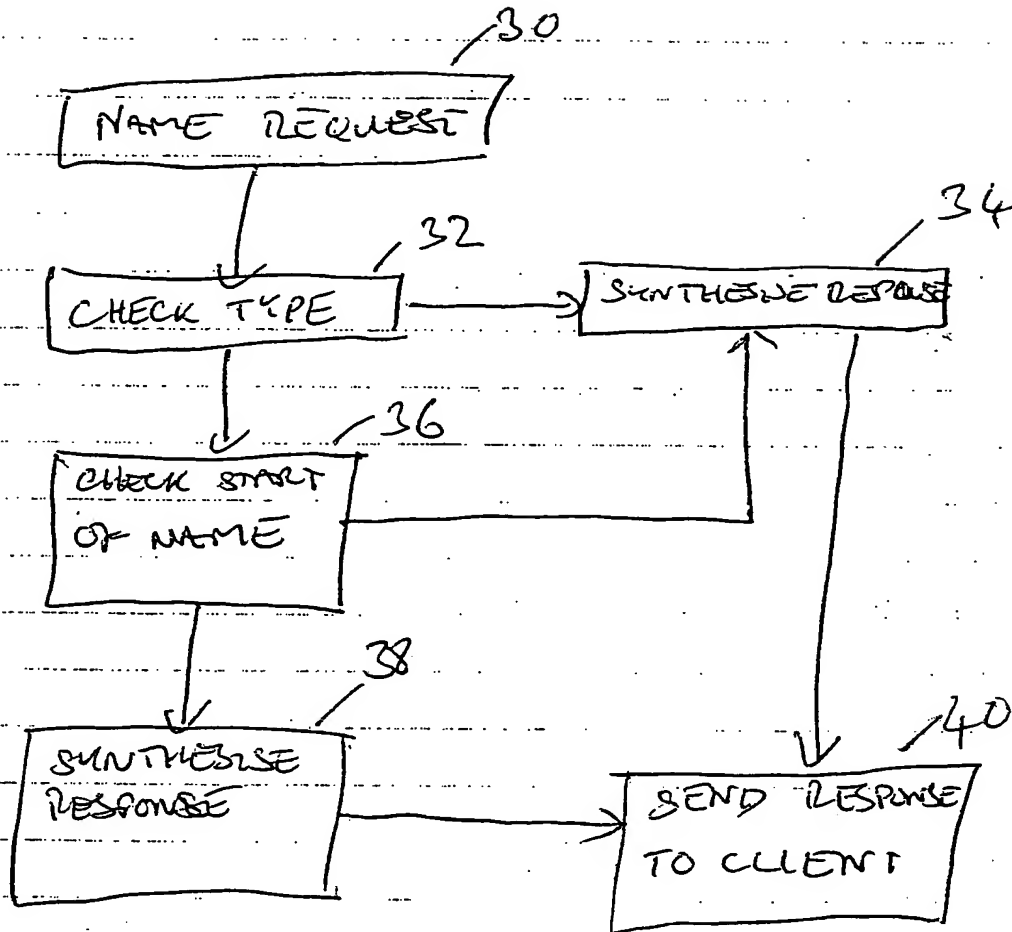 30
NAME REQUEST
32
CHECK TYPE
34
SYNTHESISE RESPONSE
36
CHECK START
OF NAME
38
SYNTHESISE
RESPONSE
40
SEND RESPONSE
TO CLIENT